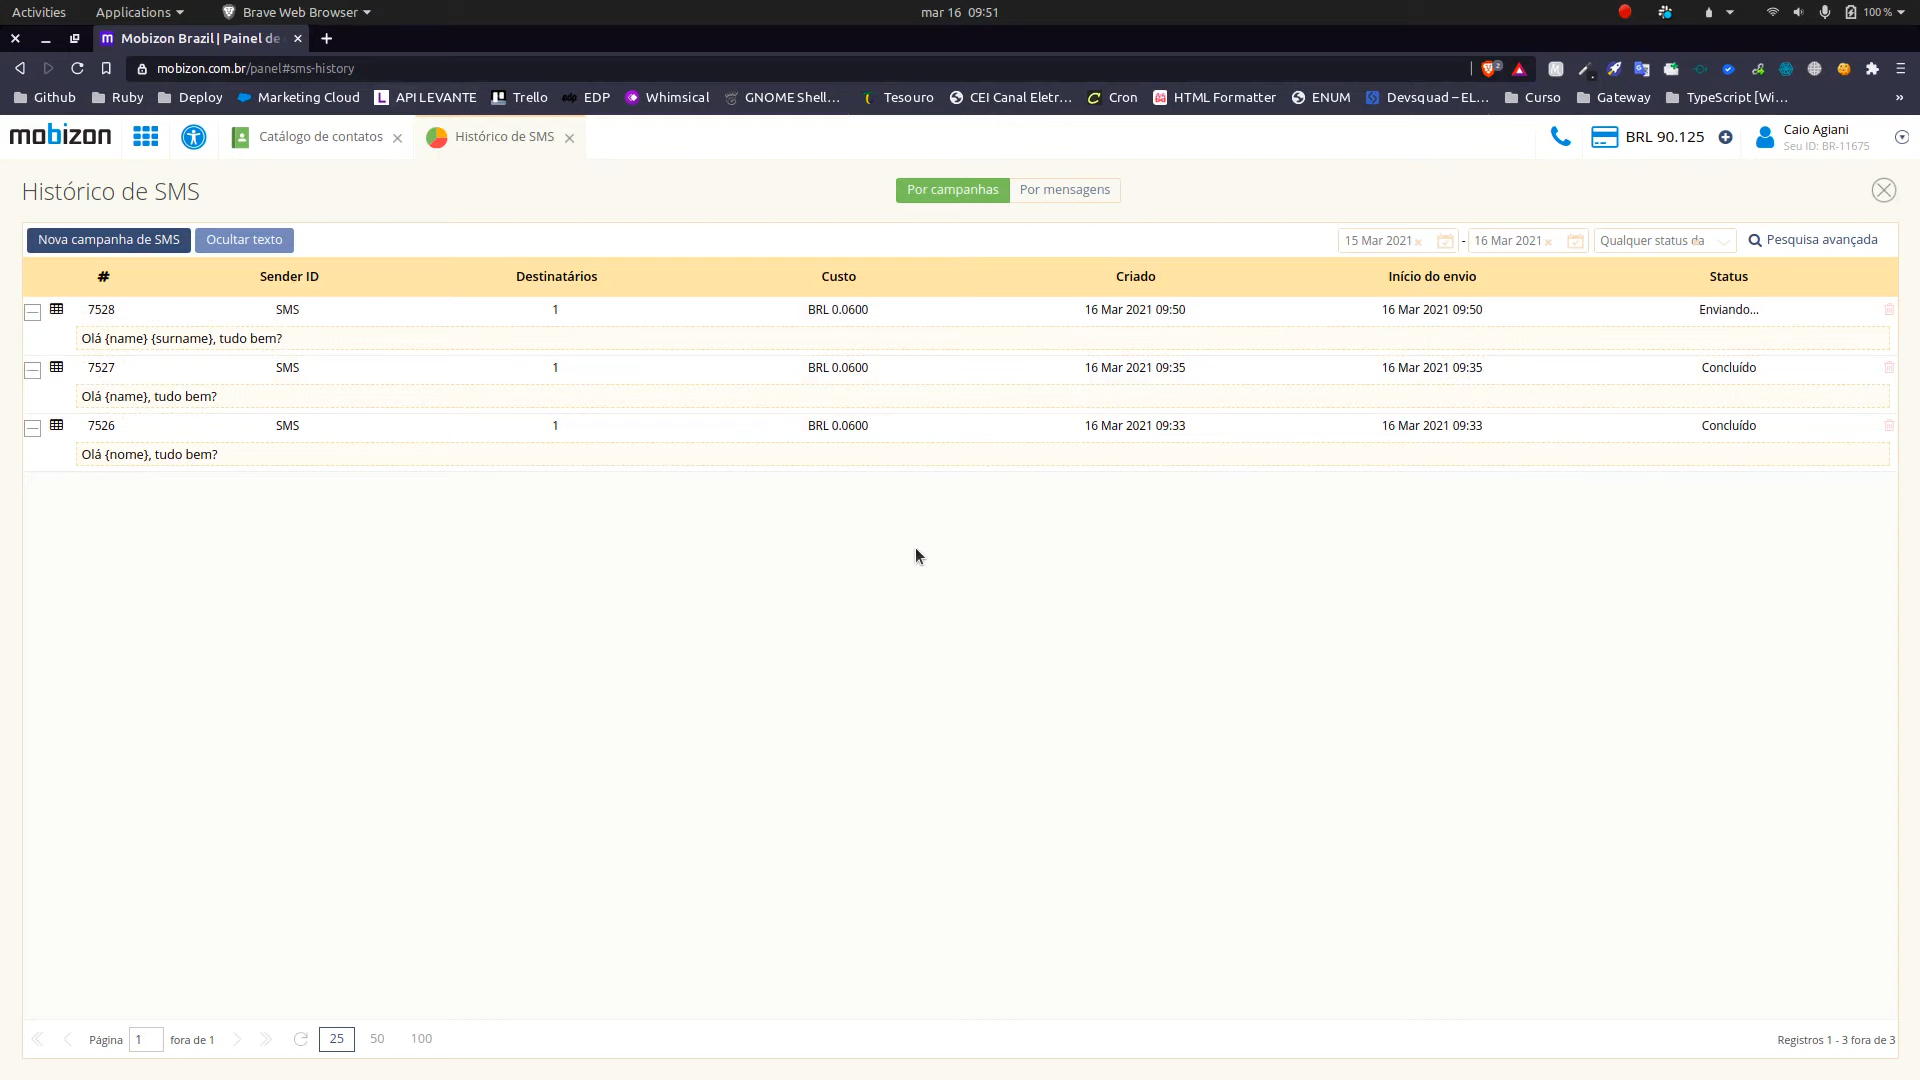 Activities Applications Brave Web Browser mar 16 09:51 100 %
Mobizon Brazil | Painel de
mobizon.com.br/panel#sms-history 2
Github Ruby Deploy Marketing Cloud API LEVANTE Trello edp EDP Whimsical GNOME Shell... Tesouro CEI Canal Eletr... Cron HTML Formatter ENUM Devsquad – EL... Curso Gateway TypeScript [Wi... »
mobizon Catálogo de contatos Histórico de SMS BRL 90.125 Caio Agiani
Seu ID: BR-11675
Histórico de SMS Por campanhas Por mensagens
Nova campanha de SMS Ocultar texto 15 Mar 2021 - 16 Mar 2021 Qualquer status da Pesquisa avançada
# Sender ID Destinatários Custo Criado Início do envio Status
7528 SMS 1 BRL 0.0600 16 Mar 2021 09:50 16 Mar 2021 09:50 Enviando...
Olá {name} {surname}, tudo bem?
7527 SMS 1 BRL 0.0600 16 Mar 2021 09:35 16 Mar 2021 09:35 Concluído
Olá {name}, tudo bem?
7526 SMS 1 BRL 0.0600 16 Mar 2021 09:33 16 Mar 2021 09:33 Concluído
Olá {nome}, tudo bem?
Página 1 fora de 1 25 50 100 Registros 1 - 3 fora de 3